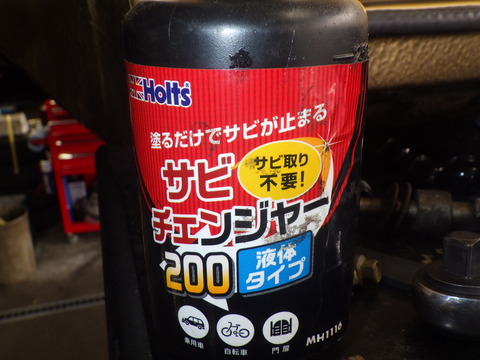 Holts
塗るだけでサビが止まる
サビ
サビ取り
不要!
チェンジャー
200
液体
タイプ
乗用車
自転車
門扉
MH1116